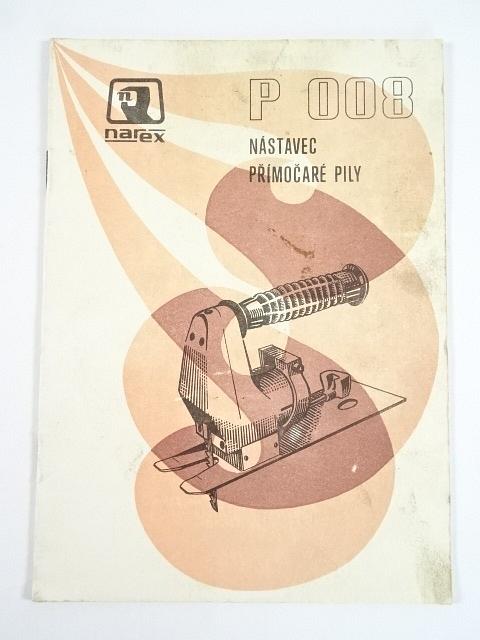 n
narex
P 008
NÁSTAVEC
PŘÍMOČARÉ PILY